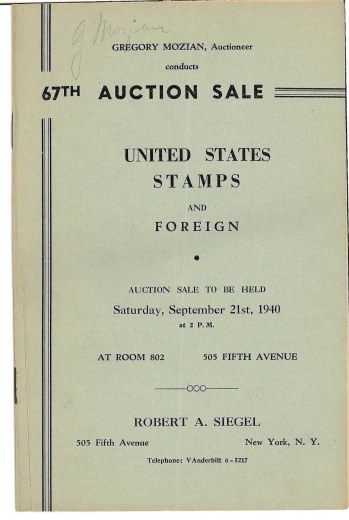 G Mozian
GREGORY MOZIAN, Auctioneer
conducts
67TH AUCTION SALE
UNITED STATES
STAMPS
AND
FOREIGN
AUCTION SALE TO BE HELD
Saturday, September 21st, 1940
at 2 P. M.
AT ROOM 802 505 FIFTH AVENUE
ROBERT A. SIEGEL
505 Fifth Avenue New York, N. Y.
Telephone: VAnderbilt 6-5217